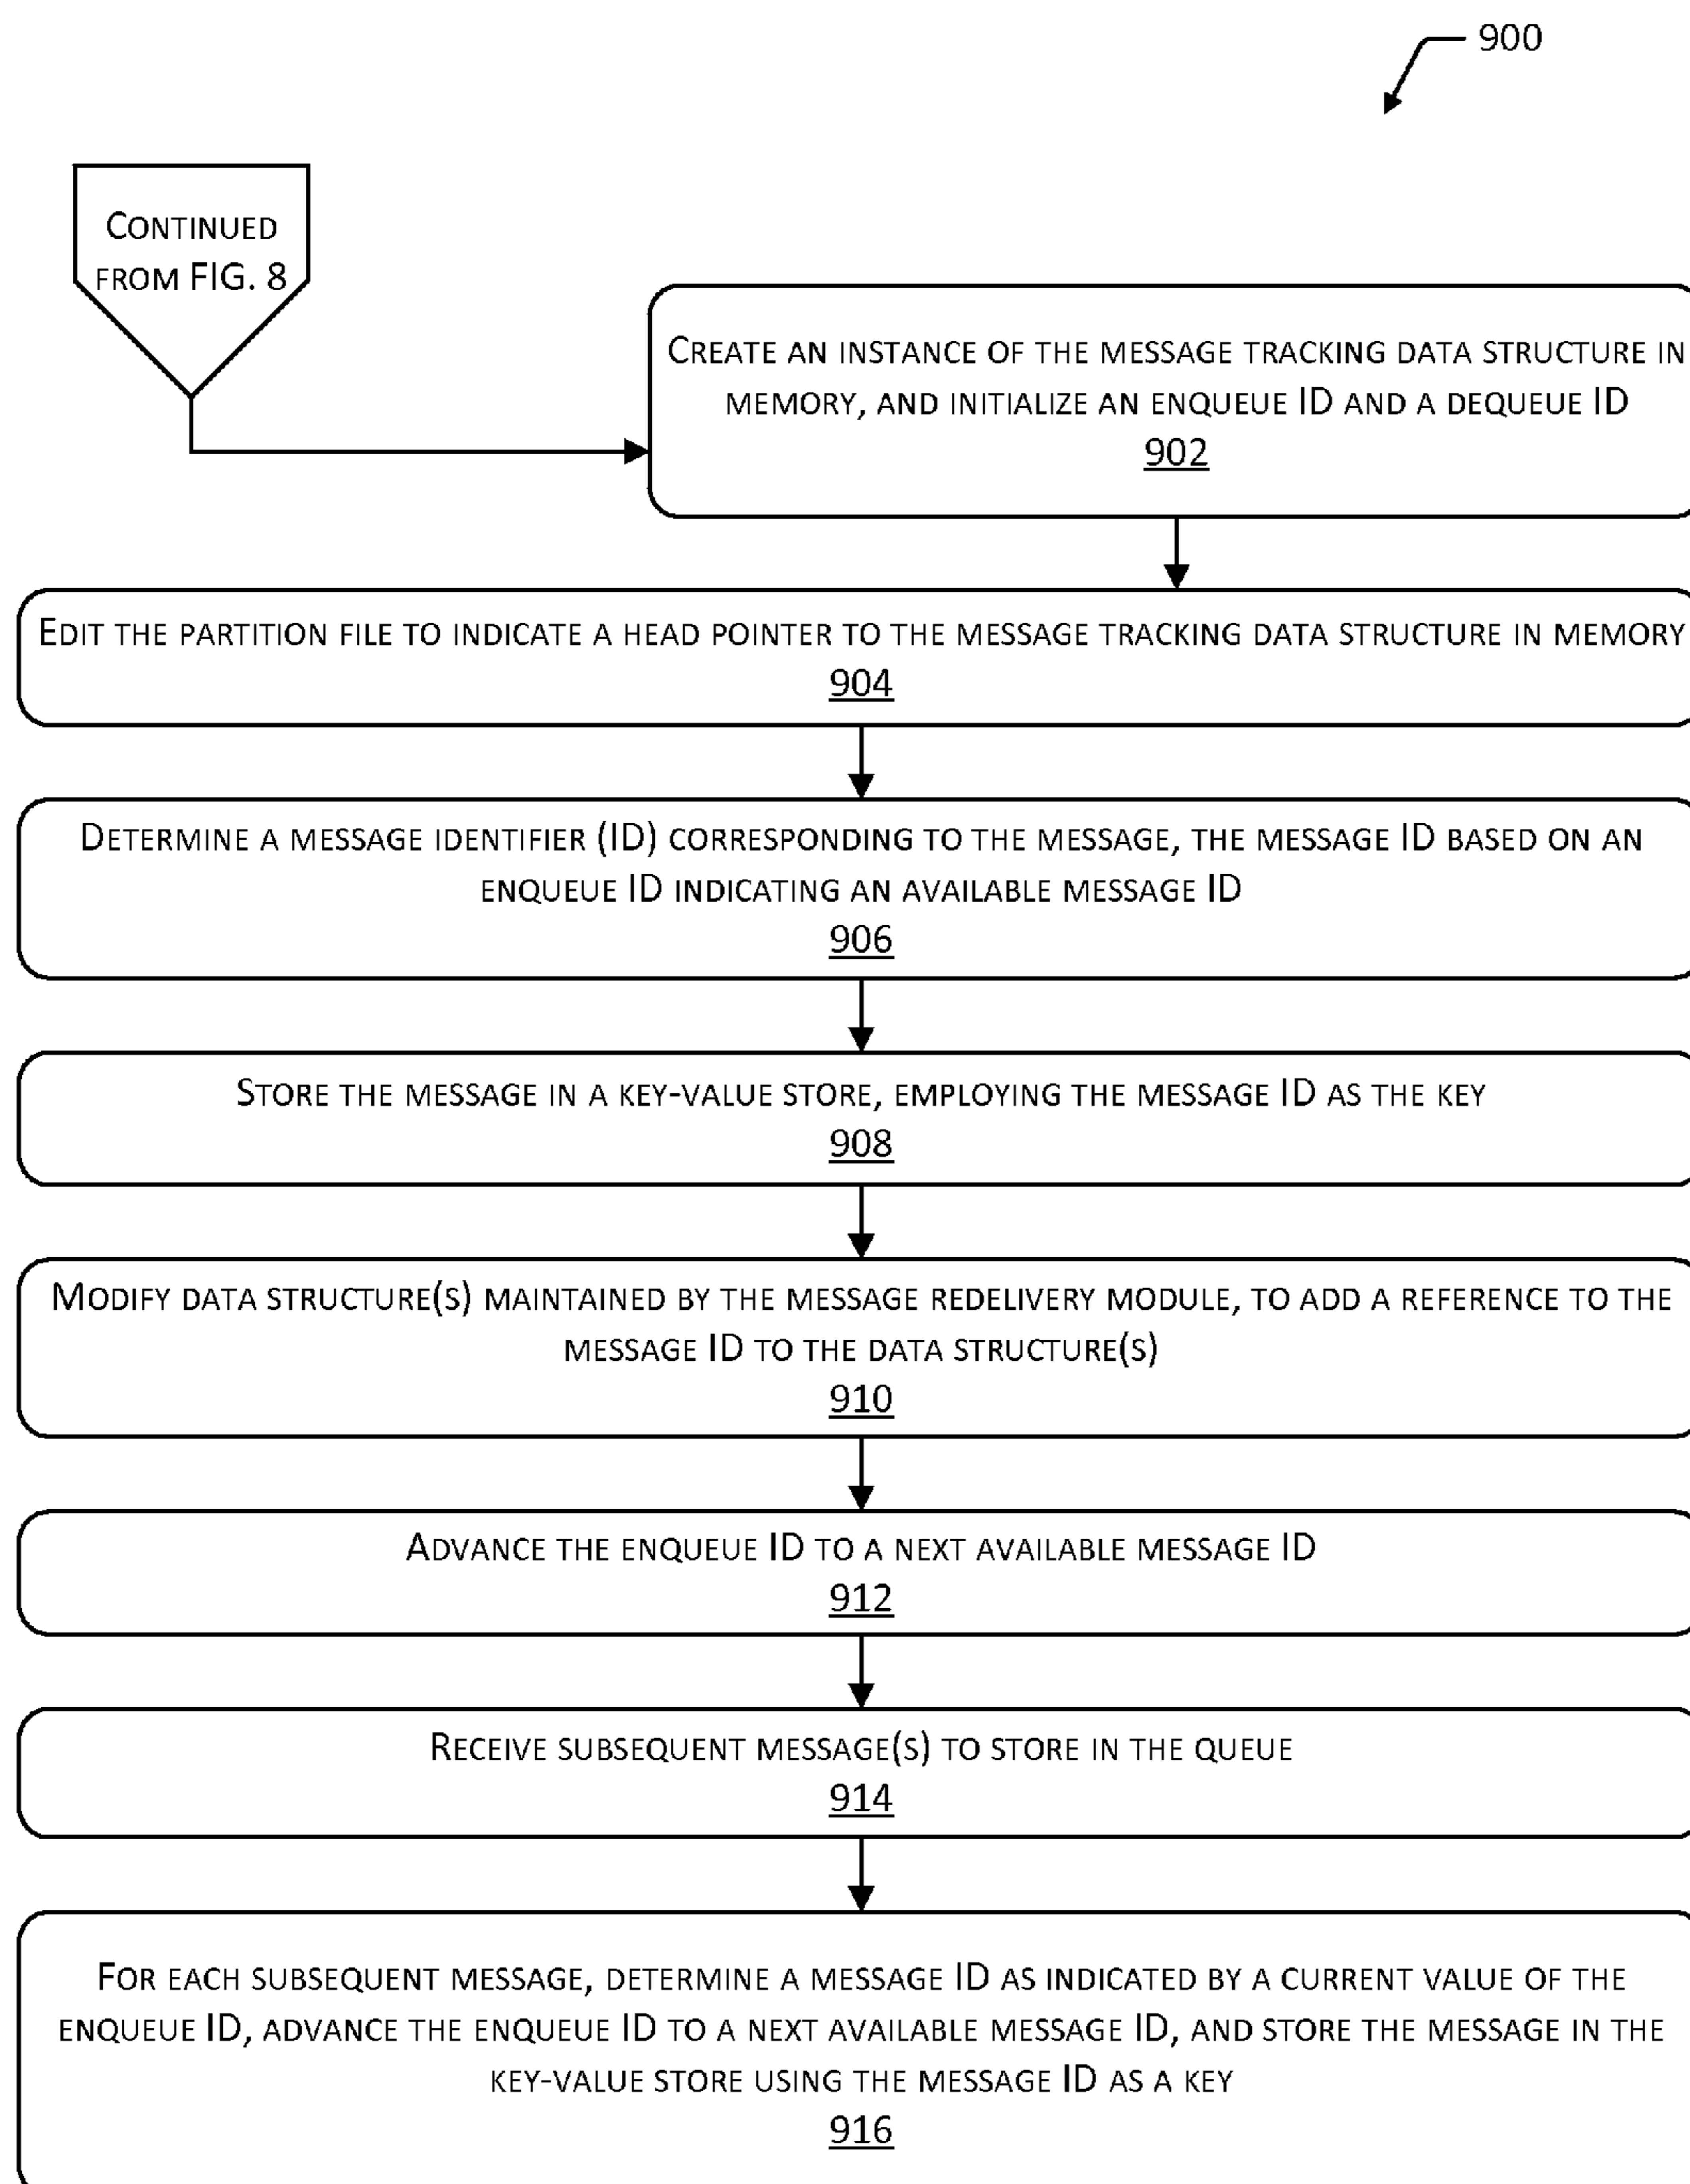 900
CONTINUED
FROM FIG. 8
CREATE AN INSTANCE OF THE MESSAGE TRACKING DATA STRUCTURE IN
MEMORY, AND INITIALIZE AN ENQUEUE ID AND A DEQUEUE ID
902
EDIT THE PARTITION FILE TO INDICATE A HEAD POINTER TO THE MESSAGE TRACKING DATA STRUCTURE IN MEMORY
904
DETERMINE A MESSAGE IDENTIFIER (ID) CORRESPONDING TO THE MESSAGE, THE MESSAGE ID BASED ON AN
ENQUEUE ID INDICATING AN AVAILABLE MESSAGE ID
906
STORE THE MESSAGE IN A KEY-VALUE STORE, EMPLOYING THE MESSAGE ID AS THE KEY
908
MODIFY DATA STRUCTURE(S) MAINTAINED BY THE MESSAGE REDELIVERY MODULE, TO ADD A REFERENCE TO THE
MESSAGE ID TO THE DATA STRUCTURE(S)
910
ADVANCE THE ENQUEUE ID TO A NEXT AVAILABLE MESSAGE ID
912
RECEIVE SUBSEQUENT MESSAGE(S) TO STORE IN THE QUEUE
914
FOR EACH SUBSEQUENT MESSAGE, DETERMINE A MESSAGE ID AS INDICATED BY A CURRENT VALUE OF THE
ENQUEUE ID, ADVANCE THE ENQUEUE ID TO A NEXT AVAILABLE MESSAGE ID, AND STORE THE MESSAGE IN THE
KEY-VALUE STORE USING THE MESSAGE ID AS A KEY
916